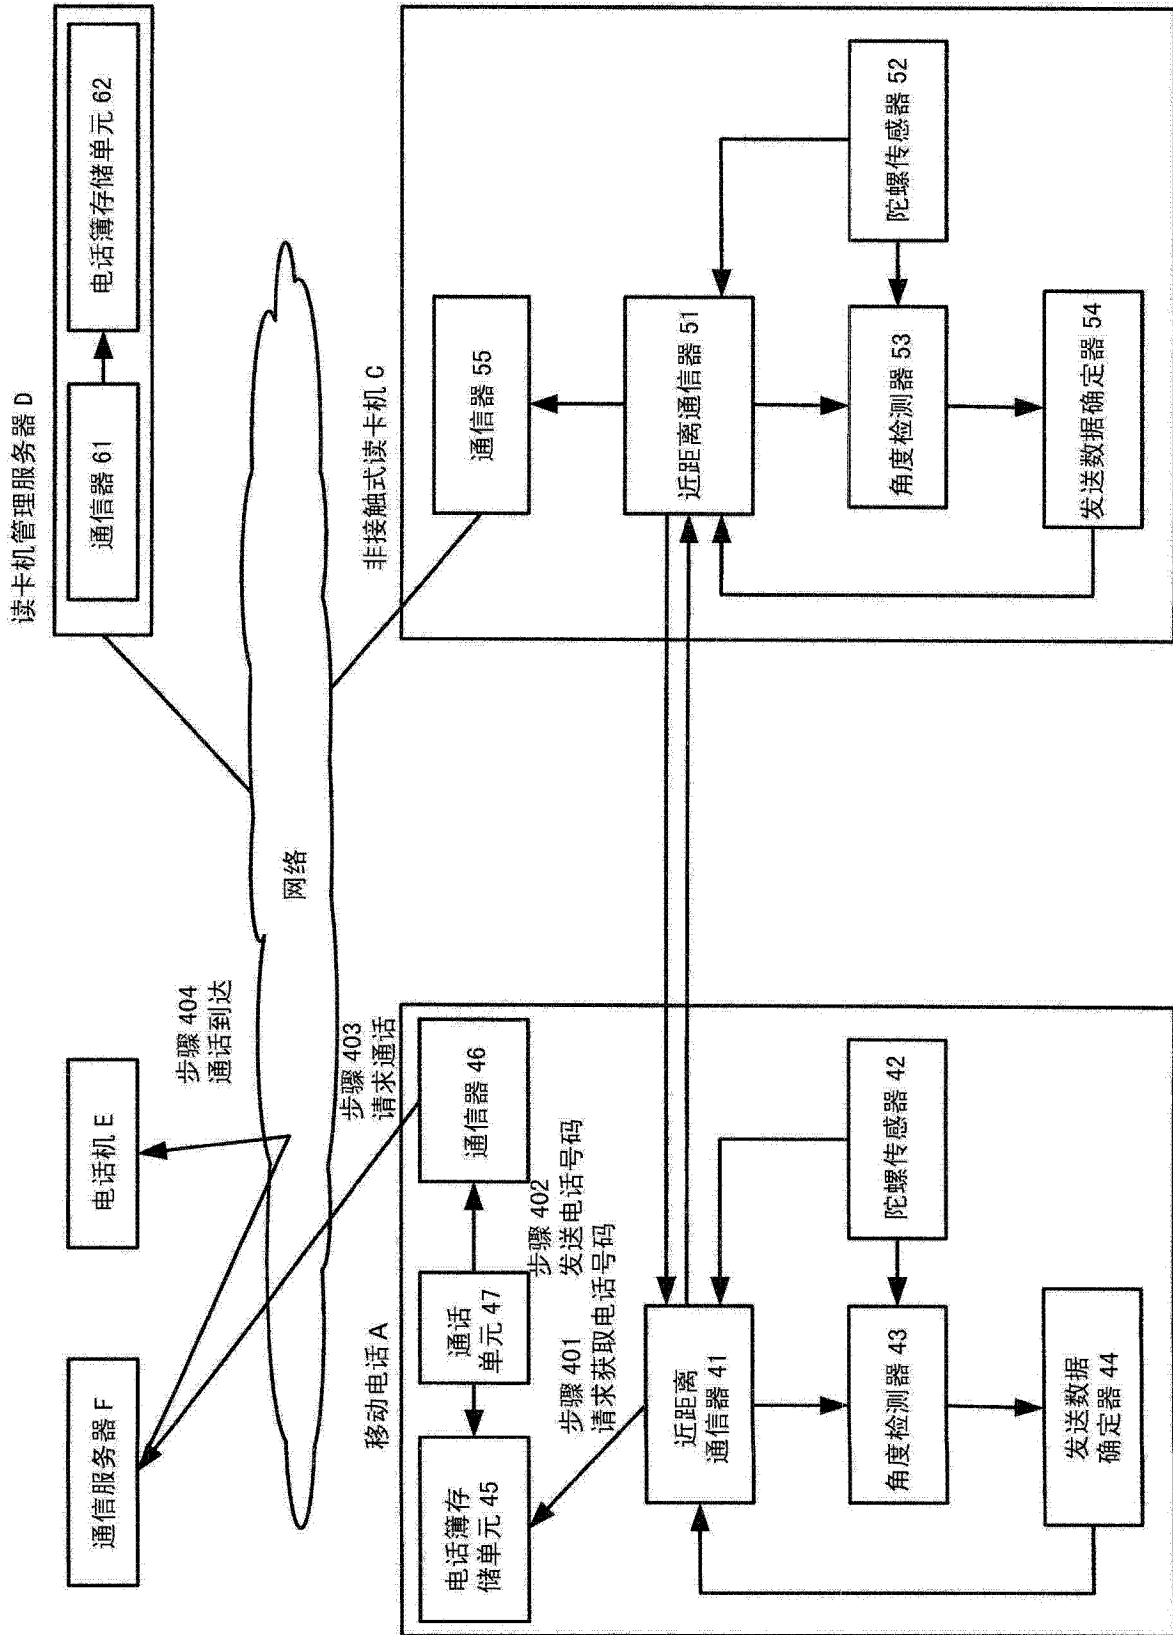 通信服务器 F
电话机 E
步骤 404
通话到达
网络
读卡机管理服务器 D
通信器 61
电话簿存储单元 62
移动电话 A
电话簿存
储单元 45
通话
单元 47
通信器 46
步骤 403
请求通话
步骤 402
发送电话号码
步骤 401
请求获取电话号码
近距离
通信器 41
陀螺传感器 42
角度检测器 43
发送数据
确定器 44
非接触式读卡机 C
通信器 55
近距离通信器 51
陀螺传感器 52
角度检测器 53
发送数据确定器 54